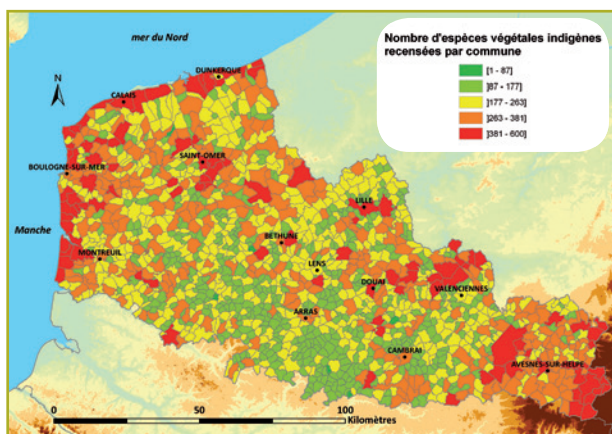 mer du Nord
Nombre d'espèces végétales indigènes
recensées par commune
[1 - 87]
]87 - 177]
]177 - 263]
]263 - 381]
]381 - 600]
DUNKERQUE
N
CALAIS
SAINT-OMER
BOULOGNE-SUR-MER
LILLE
Manche
BÉTHUNE
MONTREUIL
LENS
DOUAI
VALENCIENNES
ARRAS
CAMBRAI
AVESNES-SUR-HELPE
0 50 100
Kilomètres